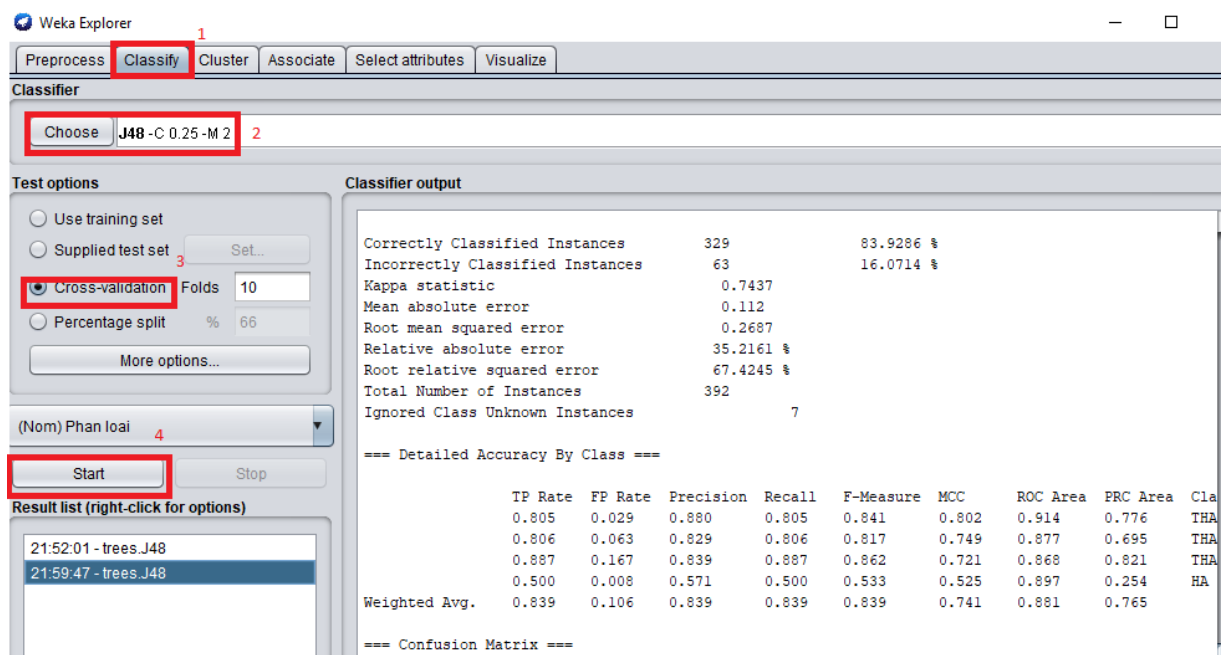 Weka Explorer
1
Preprocess Classify Cluster Associate Select attributes Visualize
Classifier
Choose J48 -C 0.25 -M 2 2
Test options
Use training set
Supplied test set Set...
3
Cross-validation Folds 10
Percentage split % 66
More options...
(Nom) Phan loai
4
Start Stop
Result list (right-click for options)
21:52:01 - trees.J48
21:59:47 - trees.J48
Classifier output
Correctly Classified Instances 329 83.9286 %
Incorrectly Classified Instances 63 16.0714 %
Kappa statistic 0.7437
Mean absolute error 0.112
Root mean squared error 0.2687
Relative absolute error 35.2161 %
Root relative squared error 67.4245 %
Total Number of Instances 392
Ignored Class Unknown Instances 7
=== Detailed Accuracy By Class ===
TP Rate FP Rate Precision Recall F-Measure MCC ROC Area PRC Area Cla
0.805 0.029 0.880 0.805 0.841 0.802 0.914 0.776 THA
0.806 0.063 0.829 0.806 0.817 0.749 0.877 0.695 THA
0.887 0.167 0.839 0.887 0.862 0.721 0.868 0.821 THA
0.500 0.008 0.571 0.500 0.533 0.525 0.897 0.254 HA
Weighted Avg. 0.839 0.106 0.839 0.839 0.839 0.741 0.881 0.765
=== Confusion Matrix ===